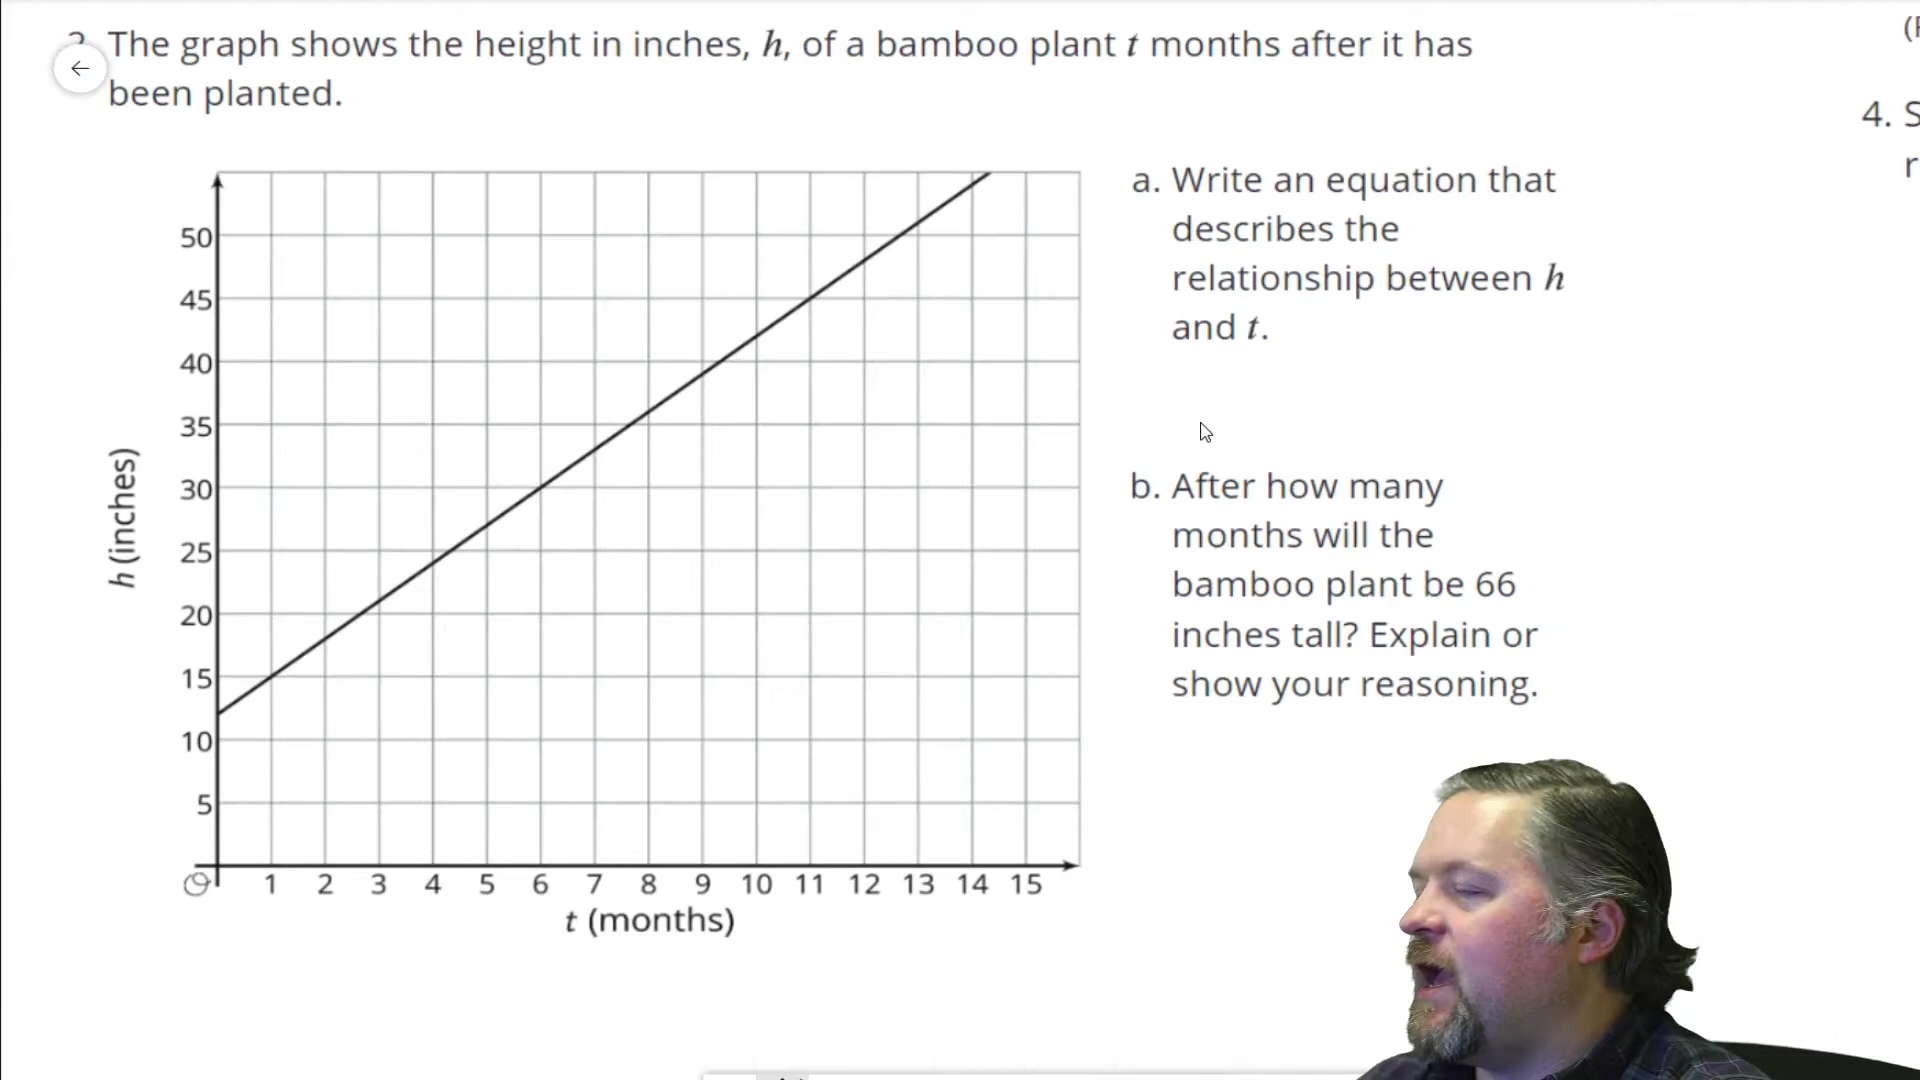 The graph shows the height in inches, h, of a bamboo plant t months after it has
been planted.
(
4. S
r
a. Write an equation that
describes the
relationship between h
and t.
b. After how many
months will the
bamboo plant be 66
inches tall? Explain or
show your reasoning.
h (inches)
50
45
40
35
30
25
20
15
10
5
O
1 2 3 4 5 6 7 8 9 10 11 12 13 14 15
t (months)